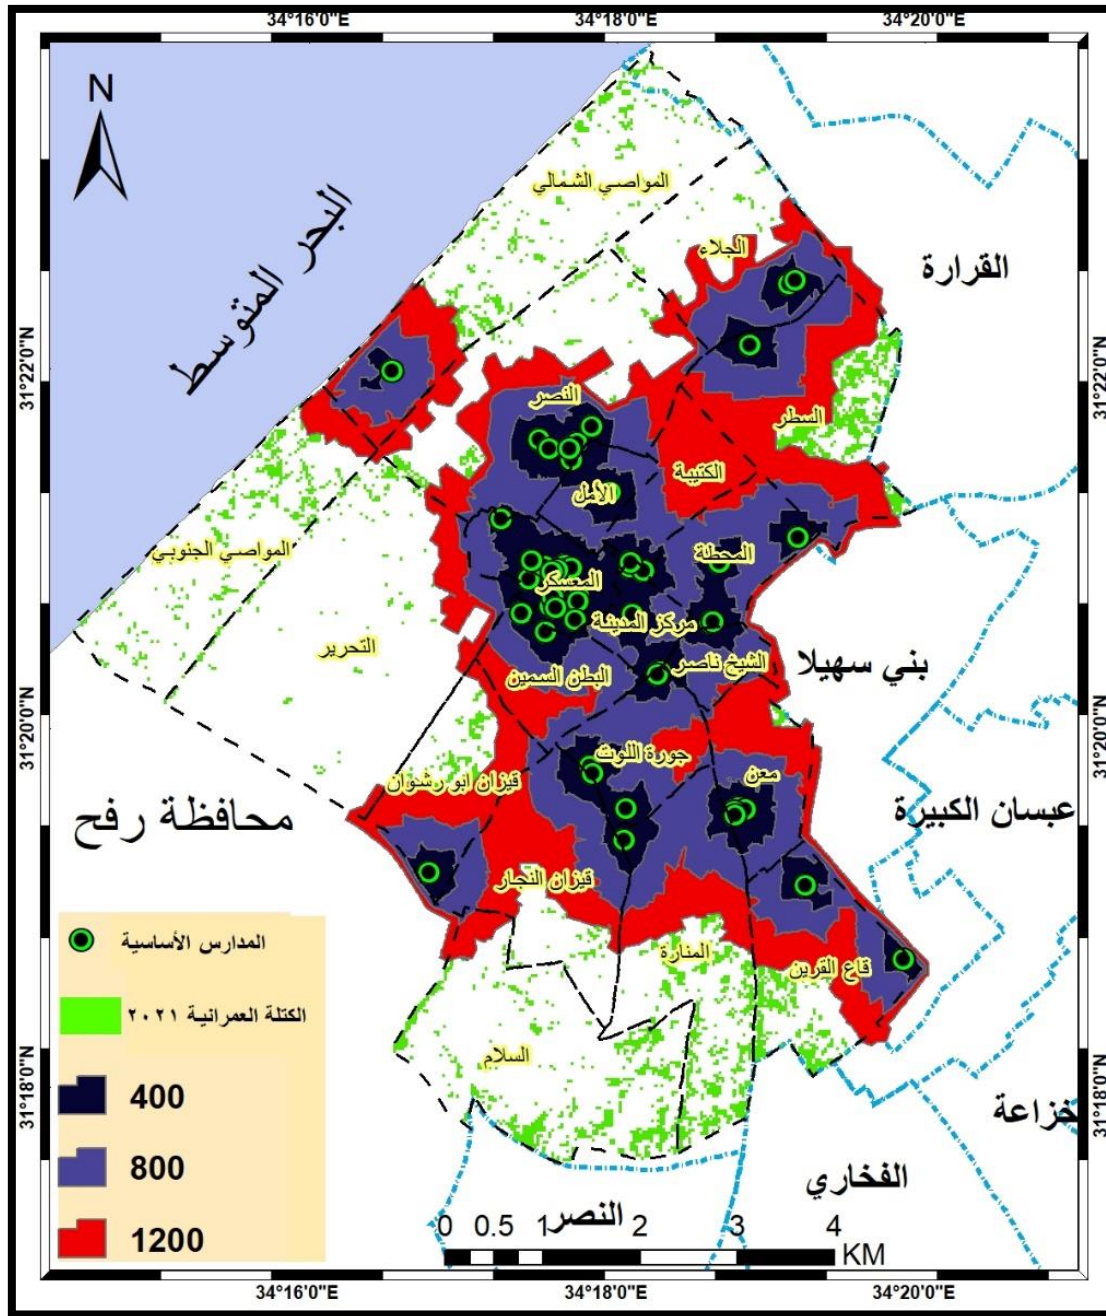 34°16'0"E
34°18'0"E
34°20'0"E
N
المواصي الشمالي
البحر المتوسط
الجلاء
القرارة
31°22'0"N
31°22'0"N
النصر
السطر
الكتيبة
الأمل
المواصي الجنوبي
المحطة
المعسكر
مركز المدينة
التحرير
الشيخ ناصر
بني سهيلا
البطن السمين
31°20'0"N
31°20'0"N
جورة اللوت
معن
قيزان ابو رشوان
عبسان الكبيرة
محافظة رفح
قيزان النجار
المنارة
قاع القرين
السلام
خزاعة
الفخاري
النصر
المدارس الأساسية
الكتلة العمرانية ٢٠٢١
400
800
1200
31°18'0"N
31°18'0"N
0 0.5 1 2 3 4
KM
34°16'0"E
34°18'0"E
34°20'0"E